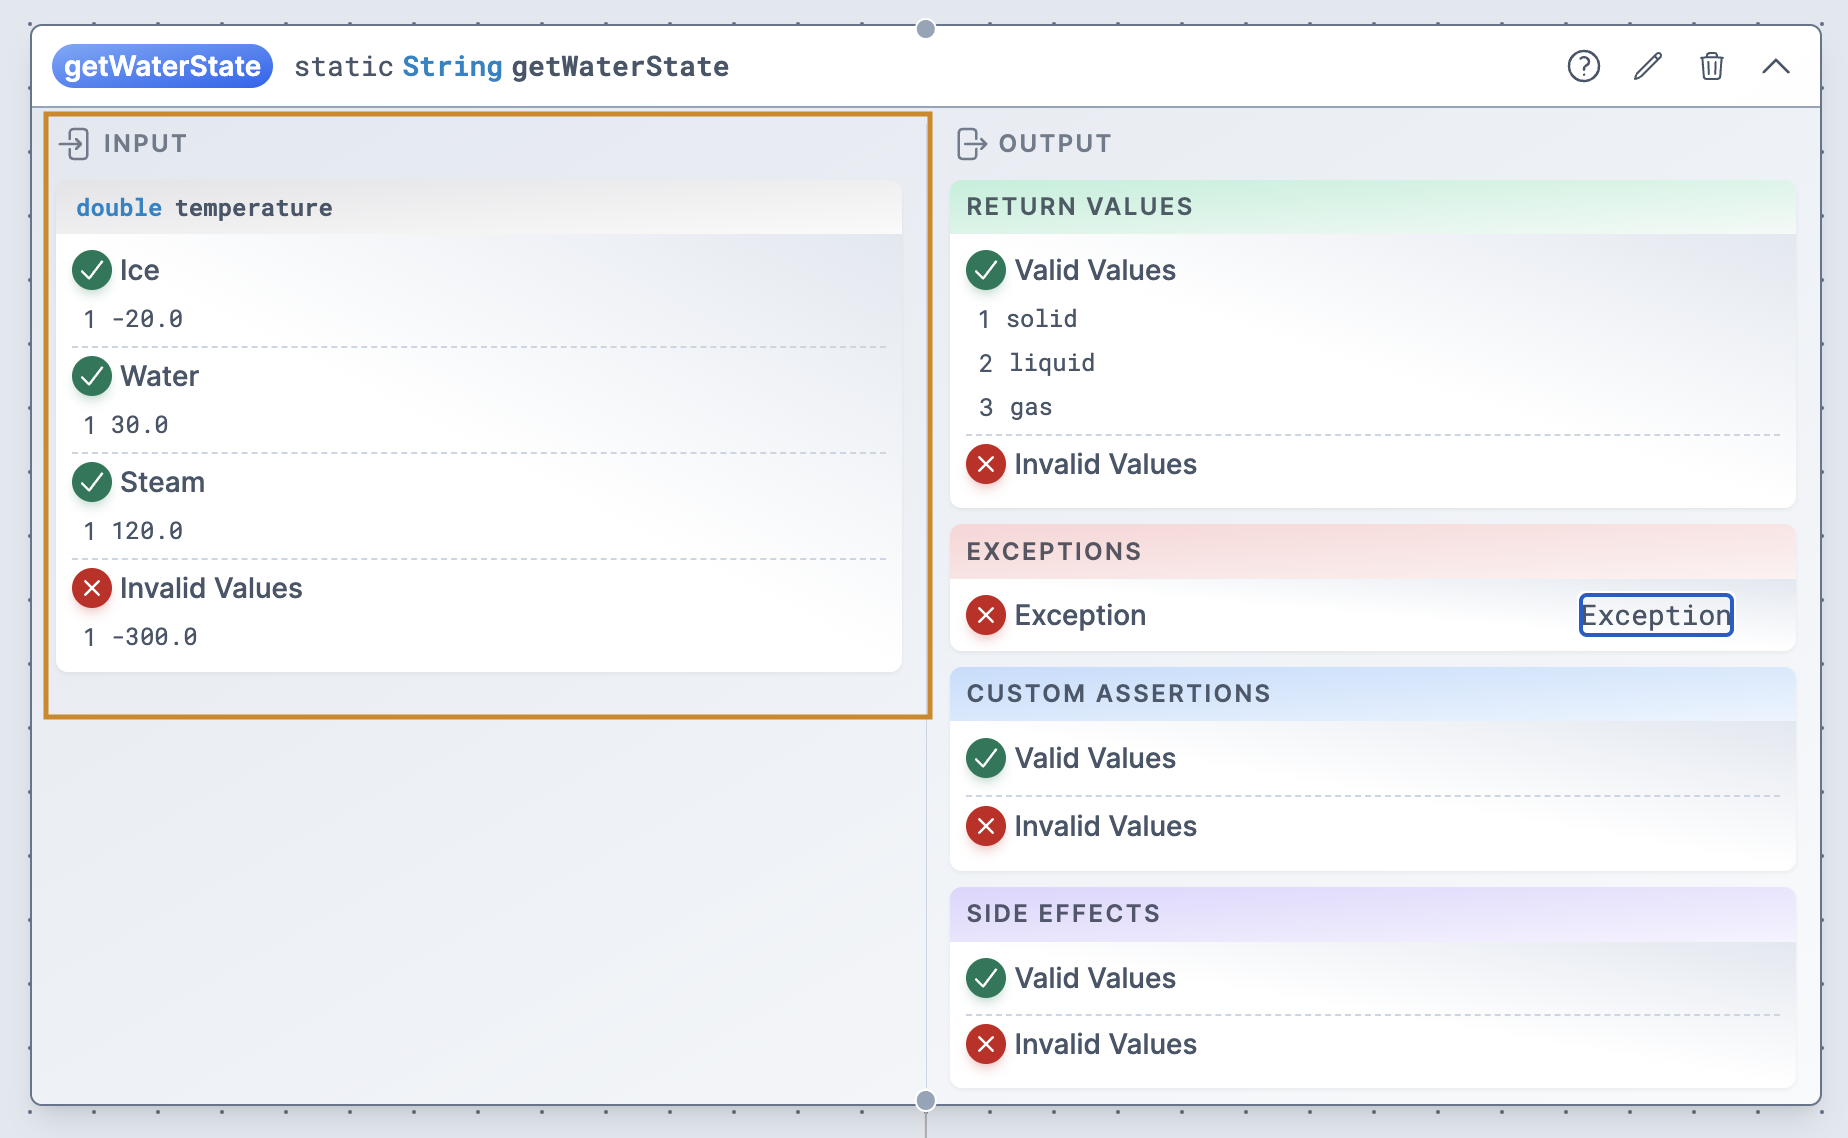 getWaterState static String getWaterState
INPUT
double temperature
Ice
1 -20.0
Water
1 30.0
Steam
1 120.0
Invalid Values
1 -300.0
OUTPUT
RETURN VALUES
Valid Values
1 solid
2 liquid
3 gas
Invalid Values
EXCEPTIONS
Exception Exception
CUSTOM ASSERTIONS
Valid Values
Invalid Values
SIDE EFFECTS
Valid Values
Invalid Values